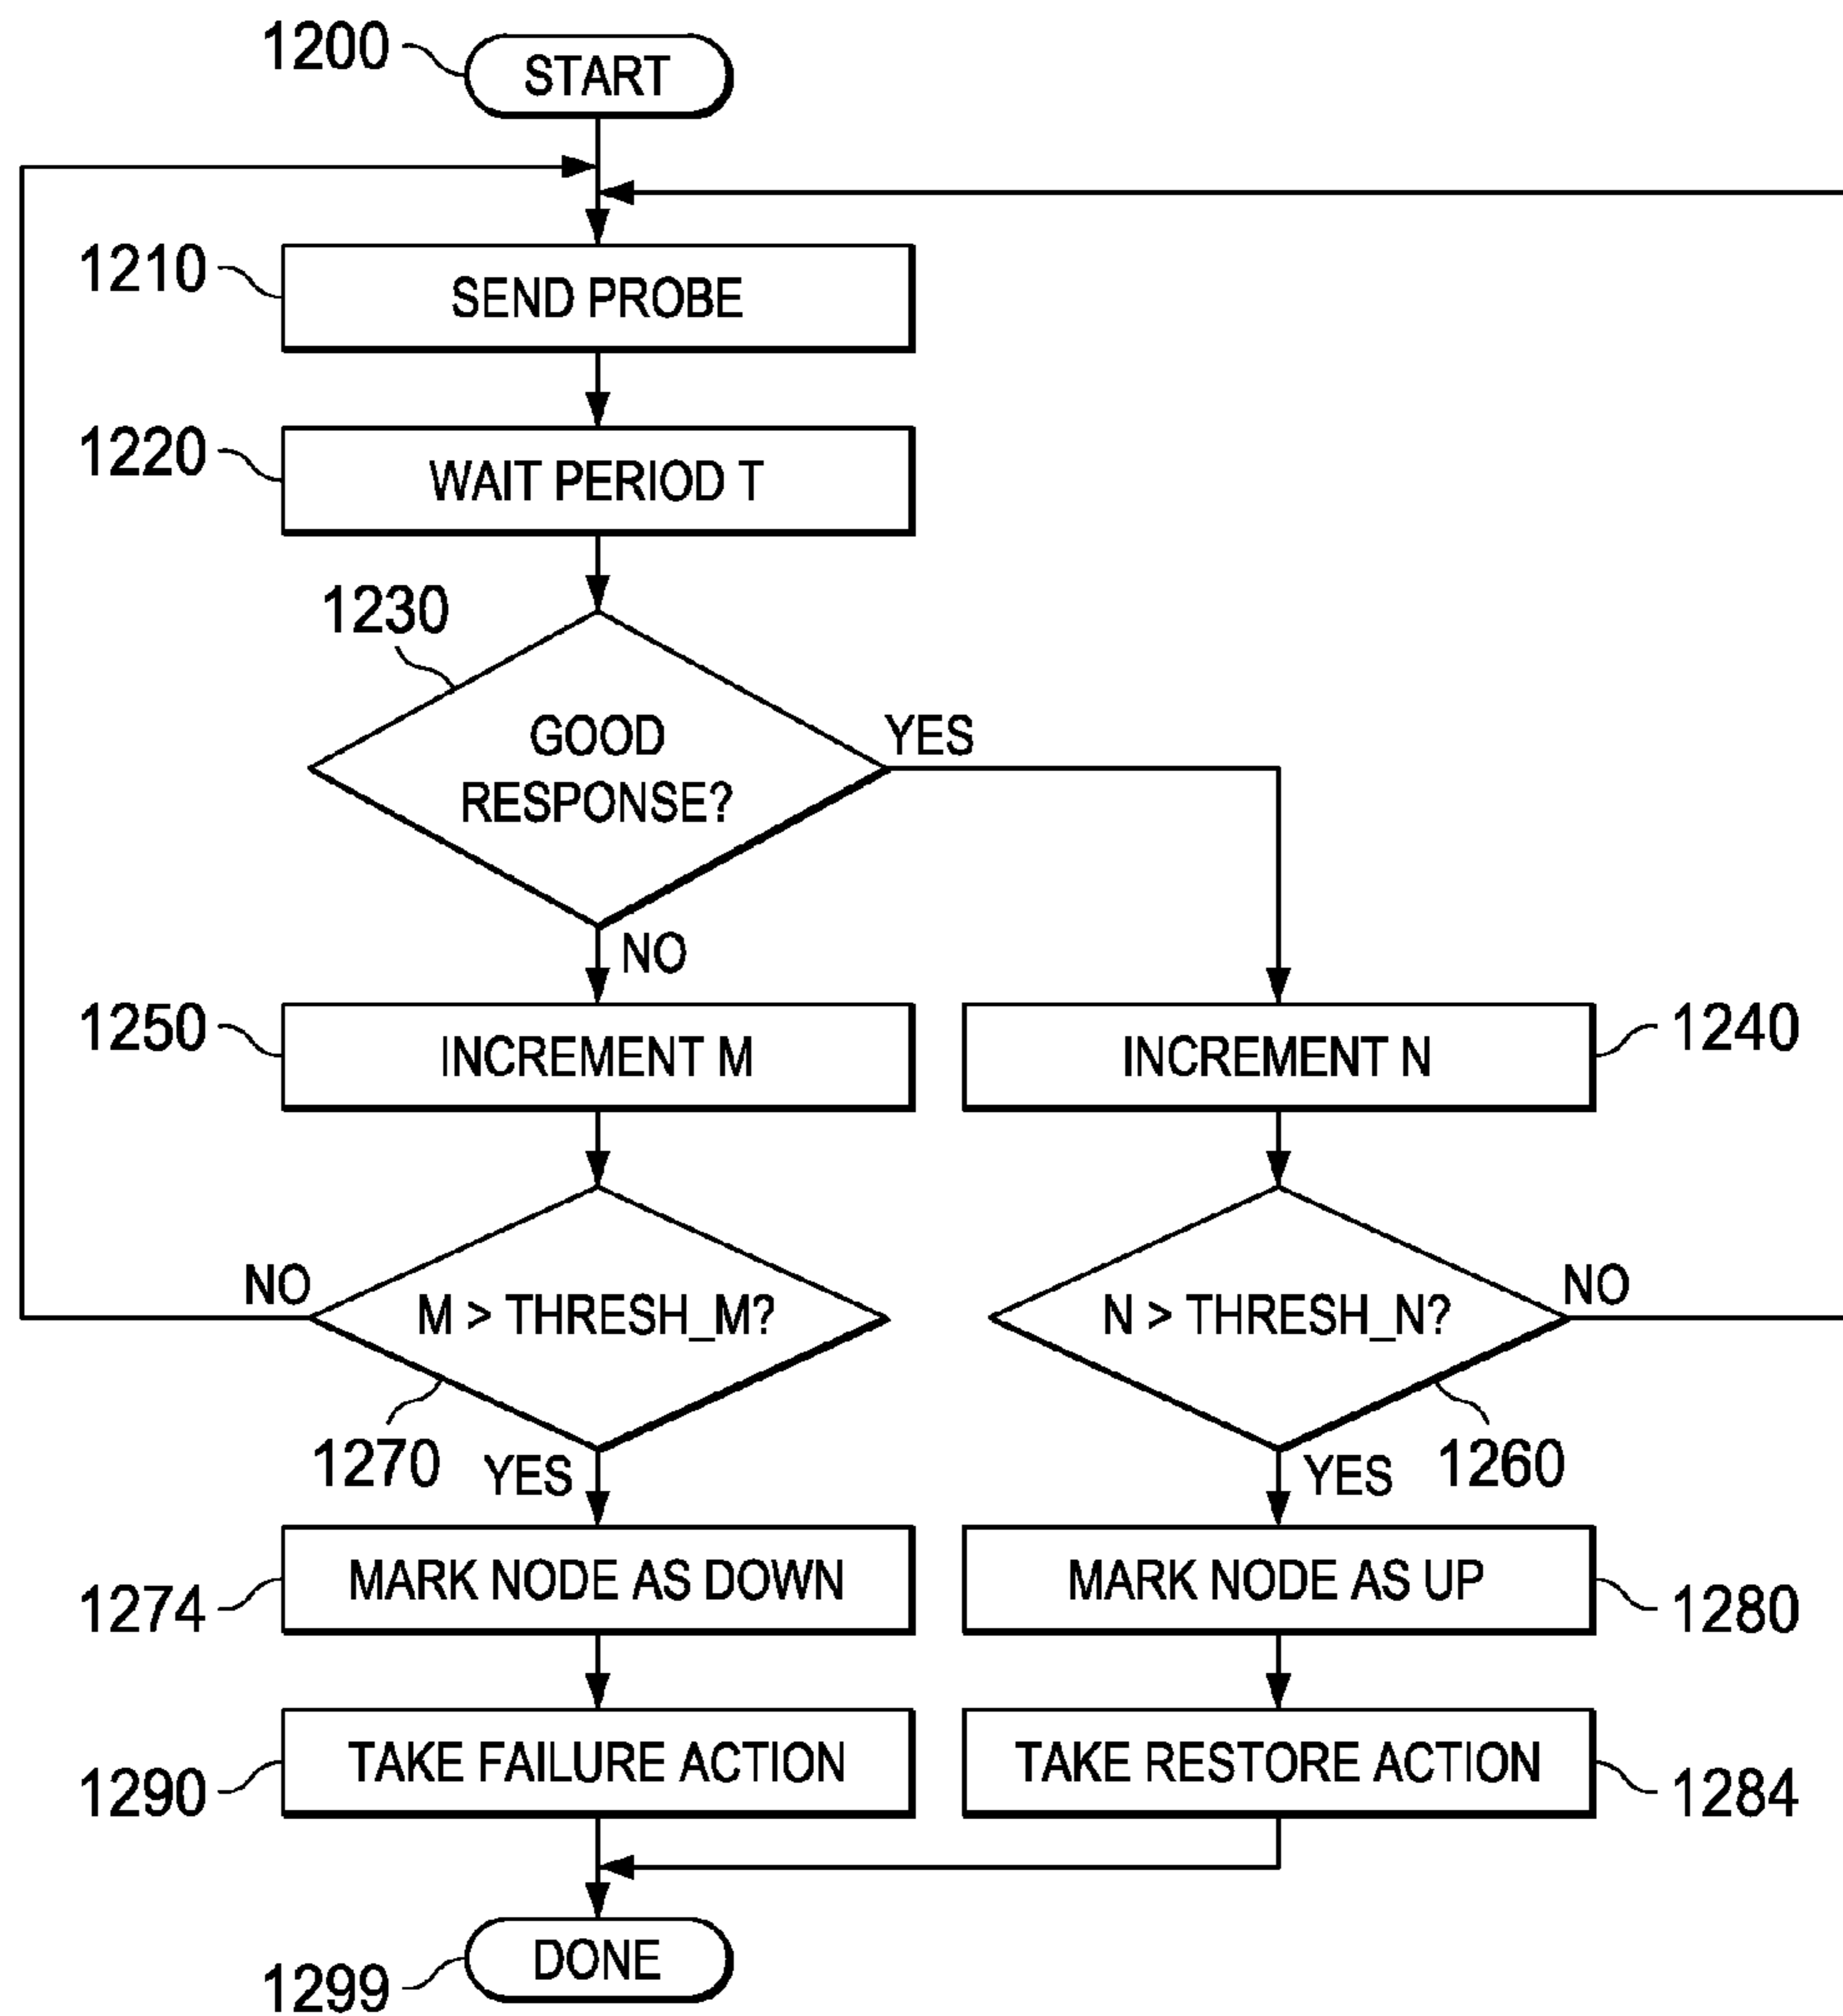 1200
START
1210
SEND PROBE
1220
WAIT PERIOD T
1230
GOOD
RESPONSE?
YES
NO
1250
INCREMENT M
INCREMENT N
1240
NO
M > THRESH_M?
N > THRESH_N?
NO
1270
YES
YES
1260
1274
MARK NODE AS DOWN
MARK NODE AS UP
1280
1290
TAKE FAILURE ACTION
TAKE RESTORE ACTION
1284
DONE
1299